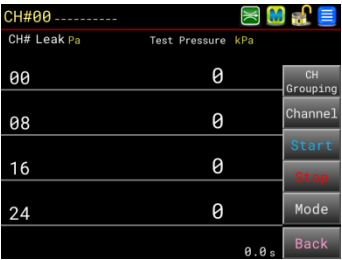 CH#00 ----------
M
CH# Leak Pa Test Pressure kPa
00 0
CH
Grouping
08 0
Channel
Start
16 0
Stop
24 0
Mode
0.0s
Back